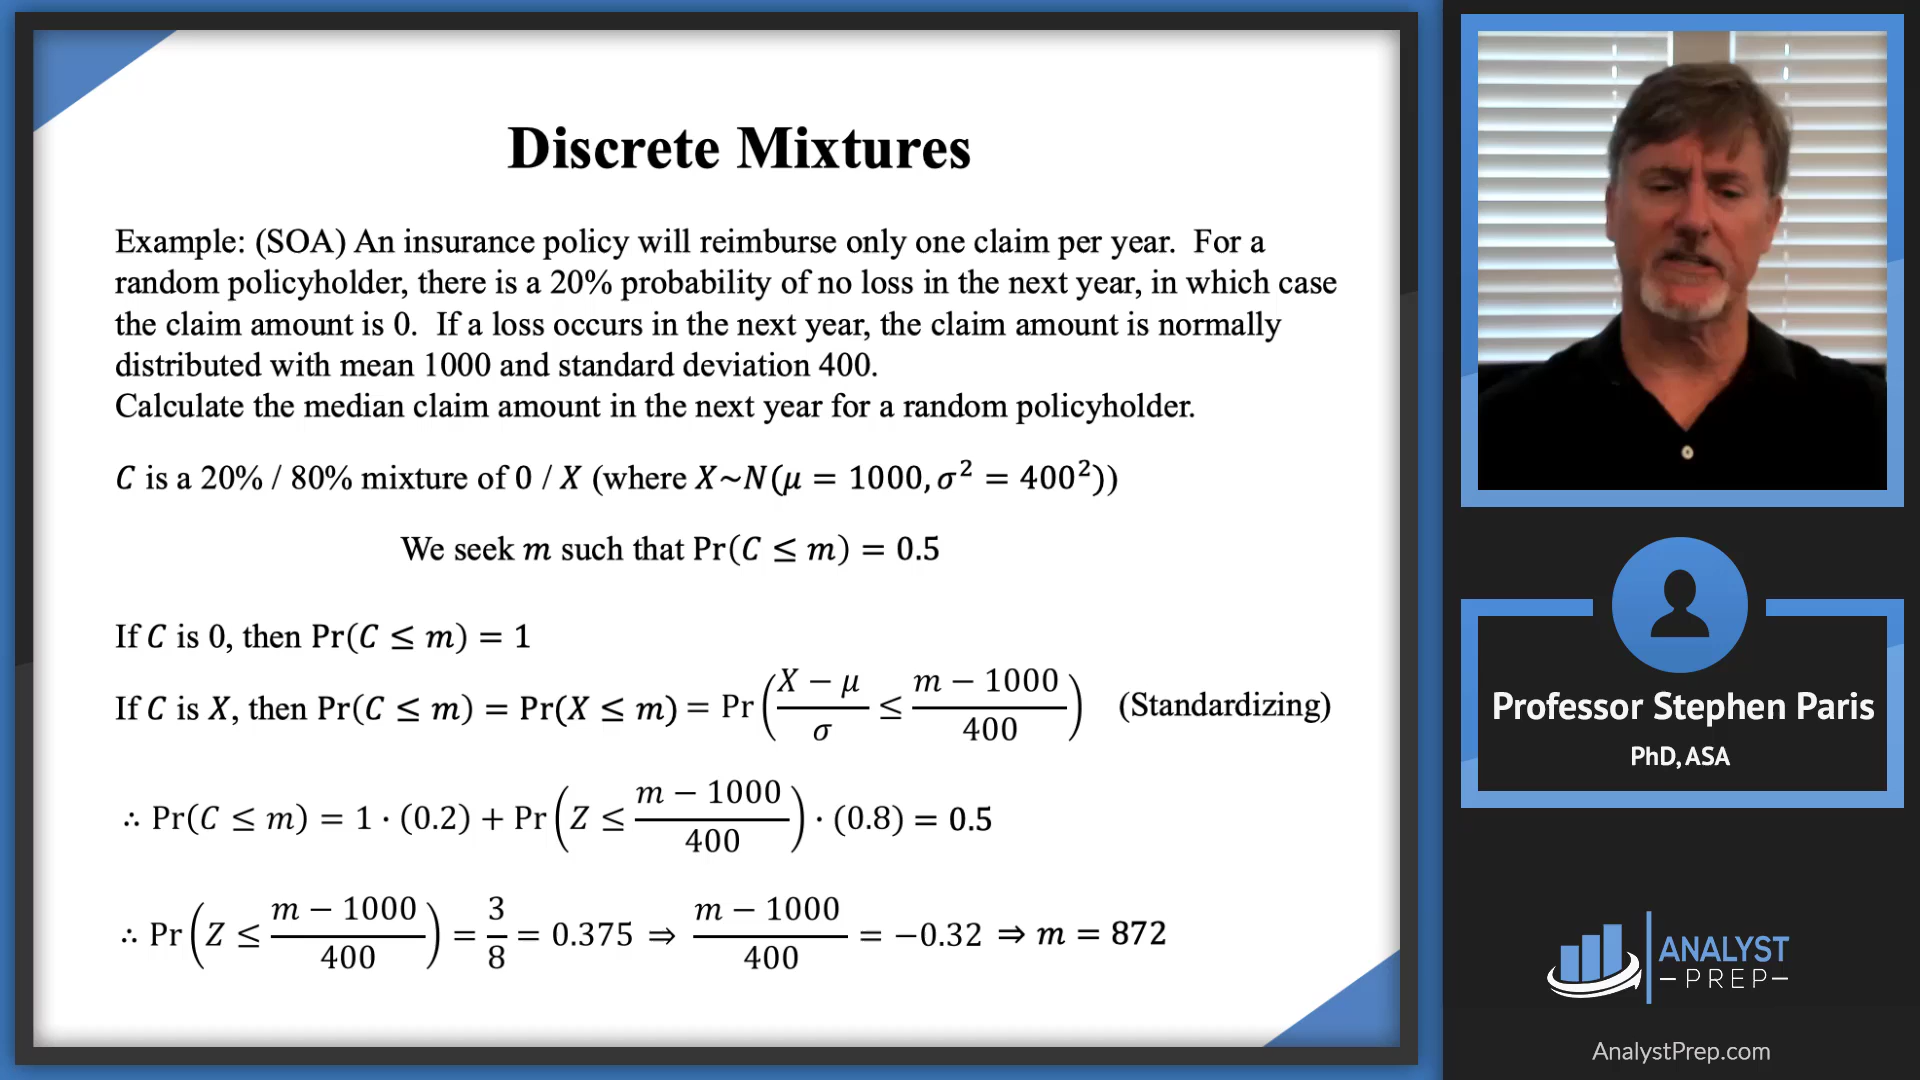 Discrete Mixtures
Example: (SOA) An insurance policy will reimburse only one claim per year. For a
random policyholder, there is a 20% probability of no loss in the next year, in which case
the claim amount is 0. If a loss occurs in the next year, the claim amount is normally
distributed with mean 1000 and standard deviation 400.
Calculate the median claim amount in the next year for a random policyholder.
C is a 20% / 80% mixture of 0 / X (where X~N(μ = 1000, σ² = 400²))
We seek m such that Pr(C ≤ m) = 0.5
If C is 0, then Pr(C ≤ m) = 1
If C is X, then Pr(C ≤ m) = Pr(X ≤ m) = Pr((X − μ)/σ ≤ (m − 1000)/400) (Standardizing)
∴ Pr(C ≤ m) = 1 · (0.2) + Pr(Z ≤ (m − 1000)/400) · (0.8) = 0.5
∴ Pr(Z ≤ (m − 1000)/400) = 3/8 = 0.375 ⇒ (m − 1000)/400 = −0.32 ⇒ m = 872
Professor Stephen Paris
PhD, ASA
ANALYST
PREP
AnalystPrep.com